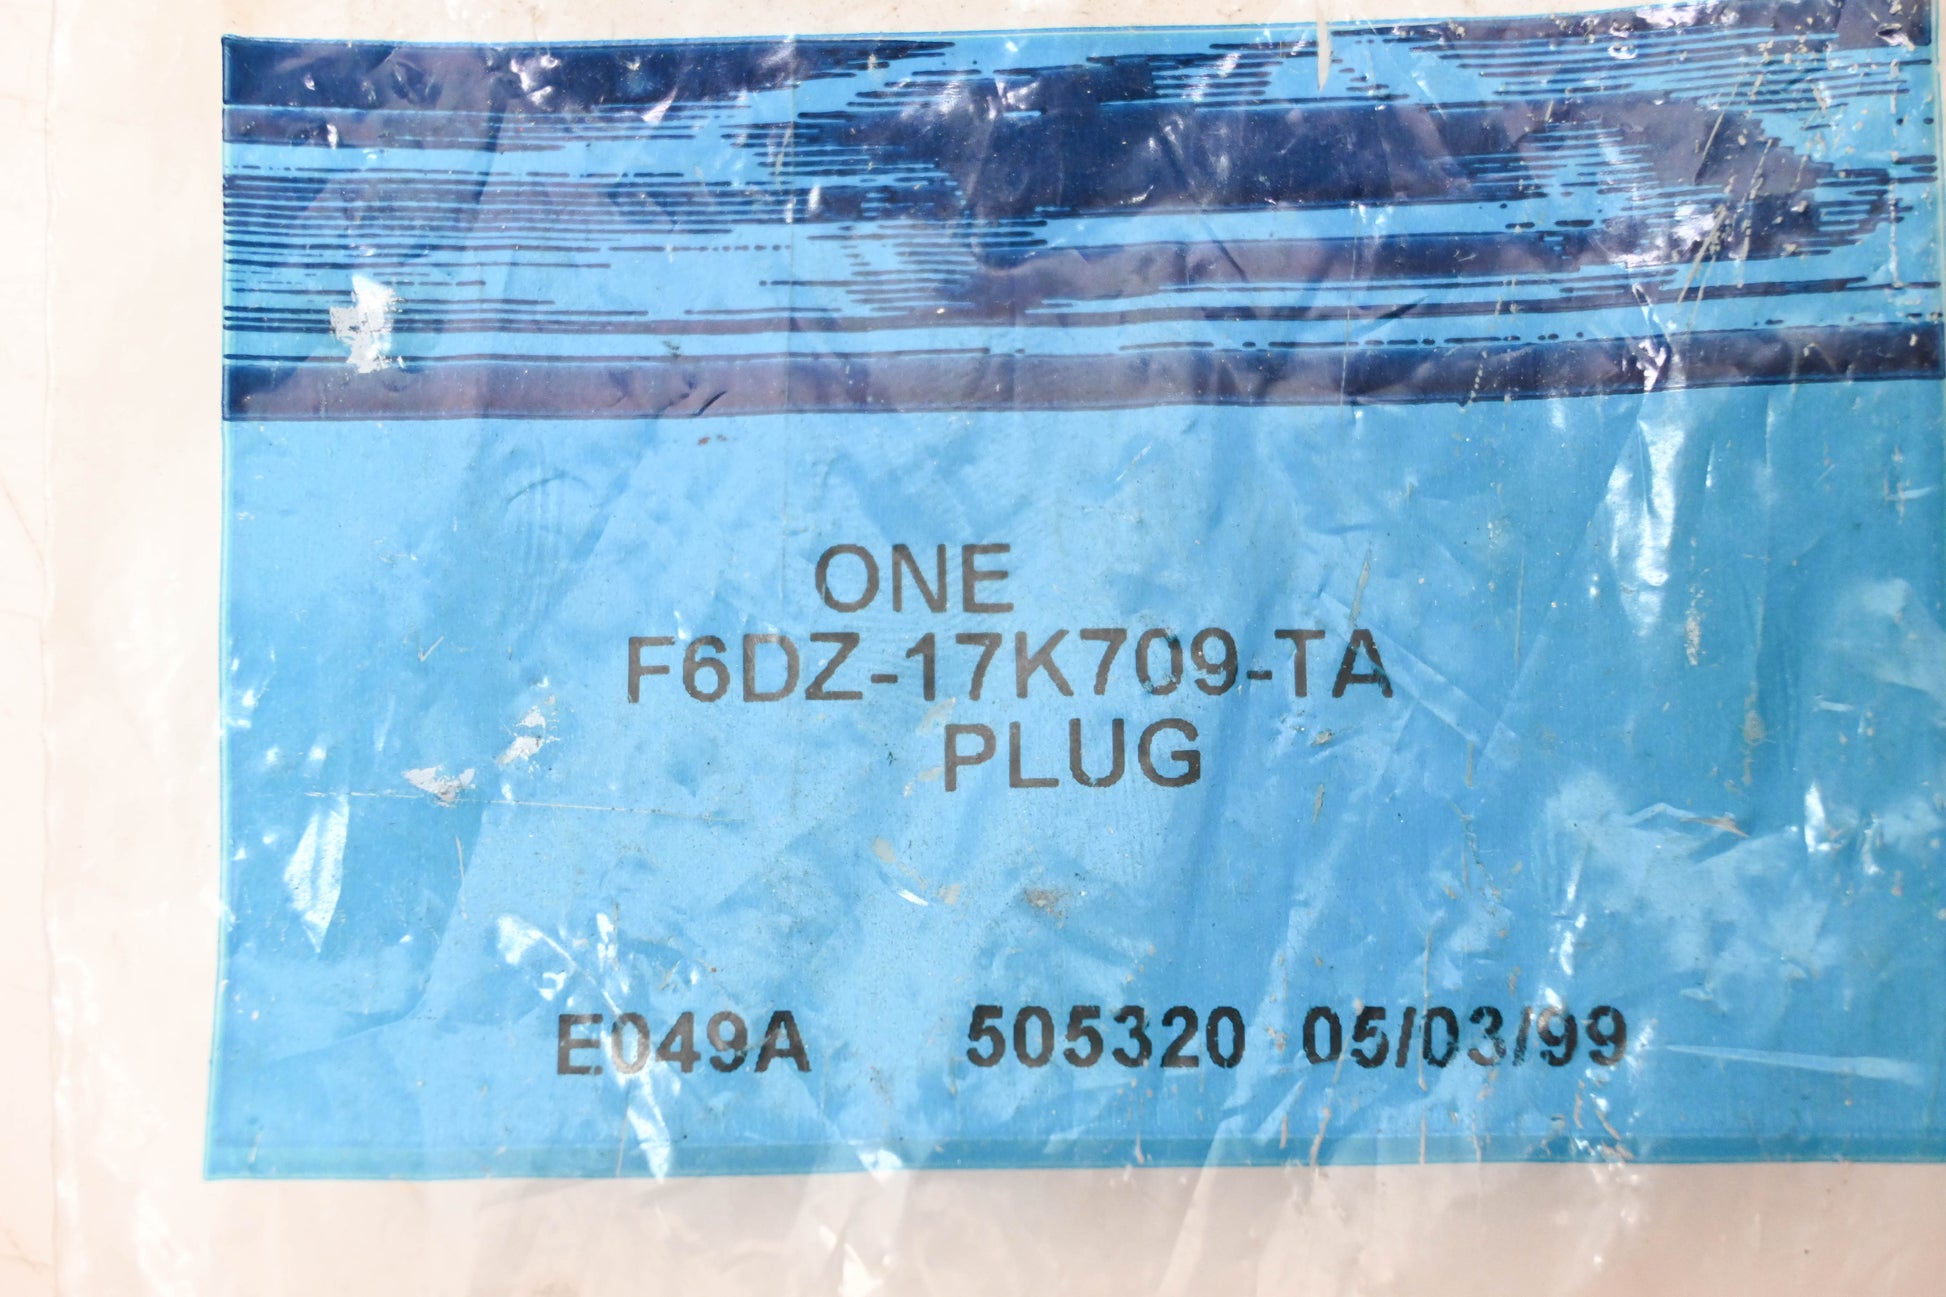 ONE
F6DZ-17K709-TA
PLUG
E049A 505320 05/03/99